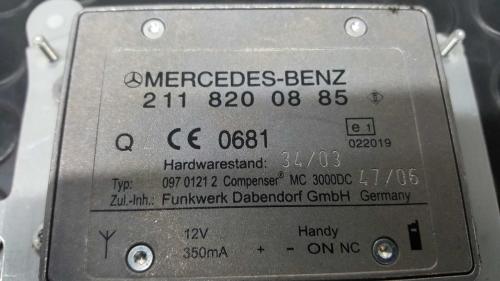 MERCEDES-BENZ
211 820 08 85
Q CE 0681 e1
022019
Hardwarestand: 34/03
Typ: 097 0121 2 Compenser® MC 3000DC 47/06
Zul.-Inh.: Funkwerk Dabendorf GmbH Germany
12V Handy
350mA + - ON NC